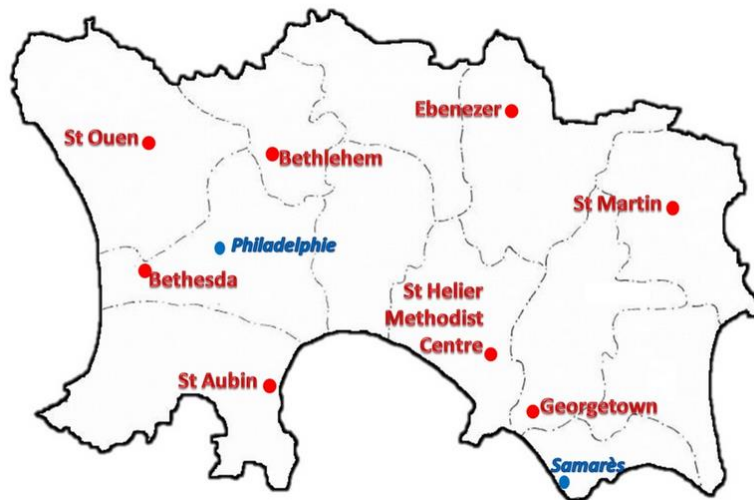 Ebenezer
St Ouen
Bethlehem
St Martin
Philadelphie
Bethesda
St Helier
Methodist
Centre
St Aubin
Georgetown
Samarès